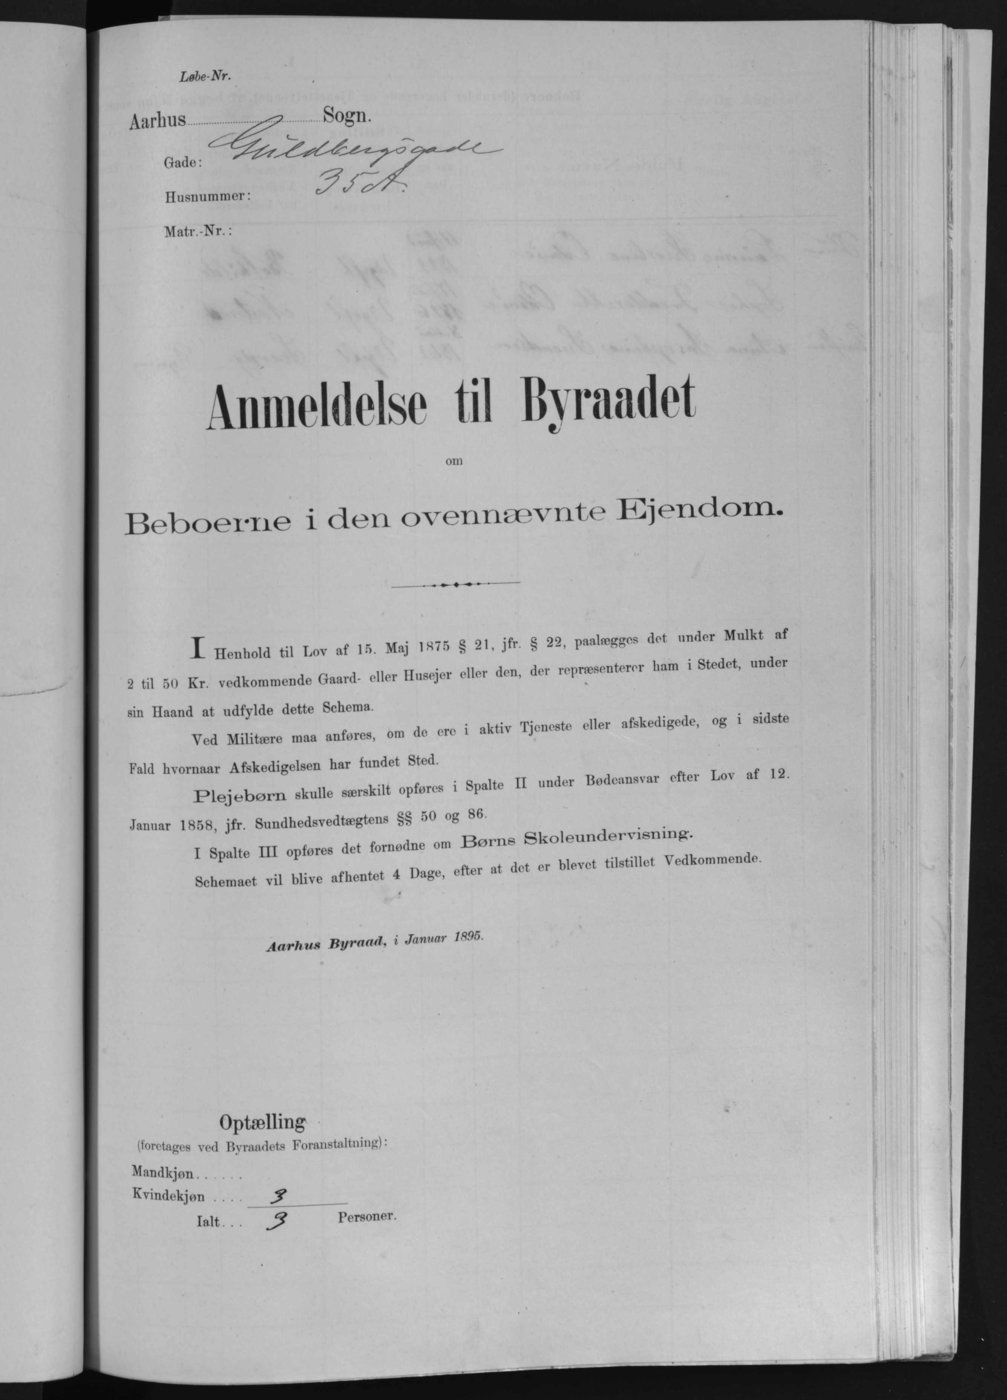 Løbe-Nr.
Aarhus Sogn.
Gade: Guldbergsgade
Husnummer: 35 A.
Matr.-Nr.:
Anmeldelse til Byraadet
om
Beboerne i den ovennævnte Ejendom.
I Henhold til Lov af 15. Maj 1875 § 21, jfr. § 22, paalægges det under Mulkt af
2 til 50 Kr. vedkommende Gaard- eller Husejer eller den, der repræsenterer ham i Stedet, under
sin Haand at udfylde dette Schema.
Ved Militære maa anføres, om de ere i aktiv Tjeneste eller afskedigede, og i sidste
Fald hvornaar Afskedigelsen har fundet Sted.
Plejebørn skulle særskilt opføres i Spalte II under Bødeansvar efter Lov af 12.
Januar 1858, jfr. Sundhedsvedtægtens §§ 50 og 86.
I Spalte III opføres det fornødne om Børns Skoleundervisning.
Schemaet vil blive afhentet 4 Dage, efter at det er blevet tilstillet Vedkommende.
Aarhus Byraad, i Januar 1895.
Optælling
(foretages ved Byraadets Foranstaltning):
Mandkjøn......
Kvindekjøn .... 3
Ialt... 3 Personer.